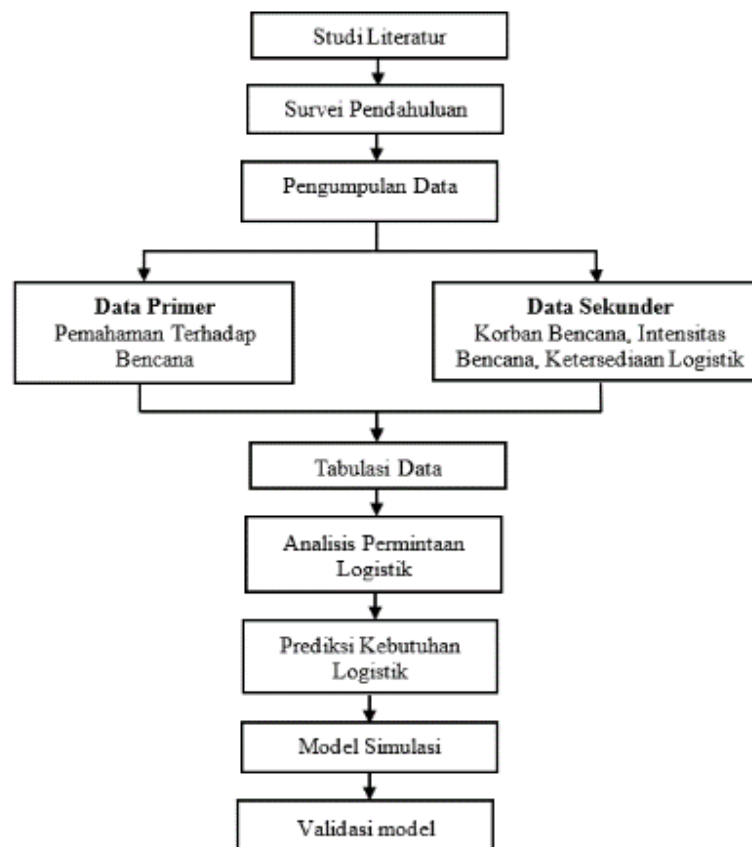 Studi Literatur
Survei Pendahuluan
Pengumpulan Data
Data Primer
Pemahaman Terhadap
Bencana
Data Sekunder
Korban Bencana, Intensitas
Bencana, Ketersediaan Logistik
Tabulasi Data
Analisis Permintaan
Logistik
Prediksi Kebutuhan
Logistik
Model Simulasi
Validasi model